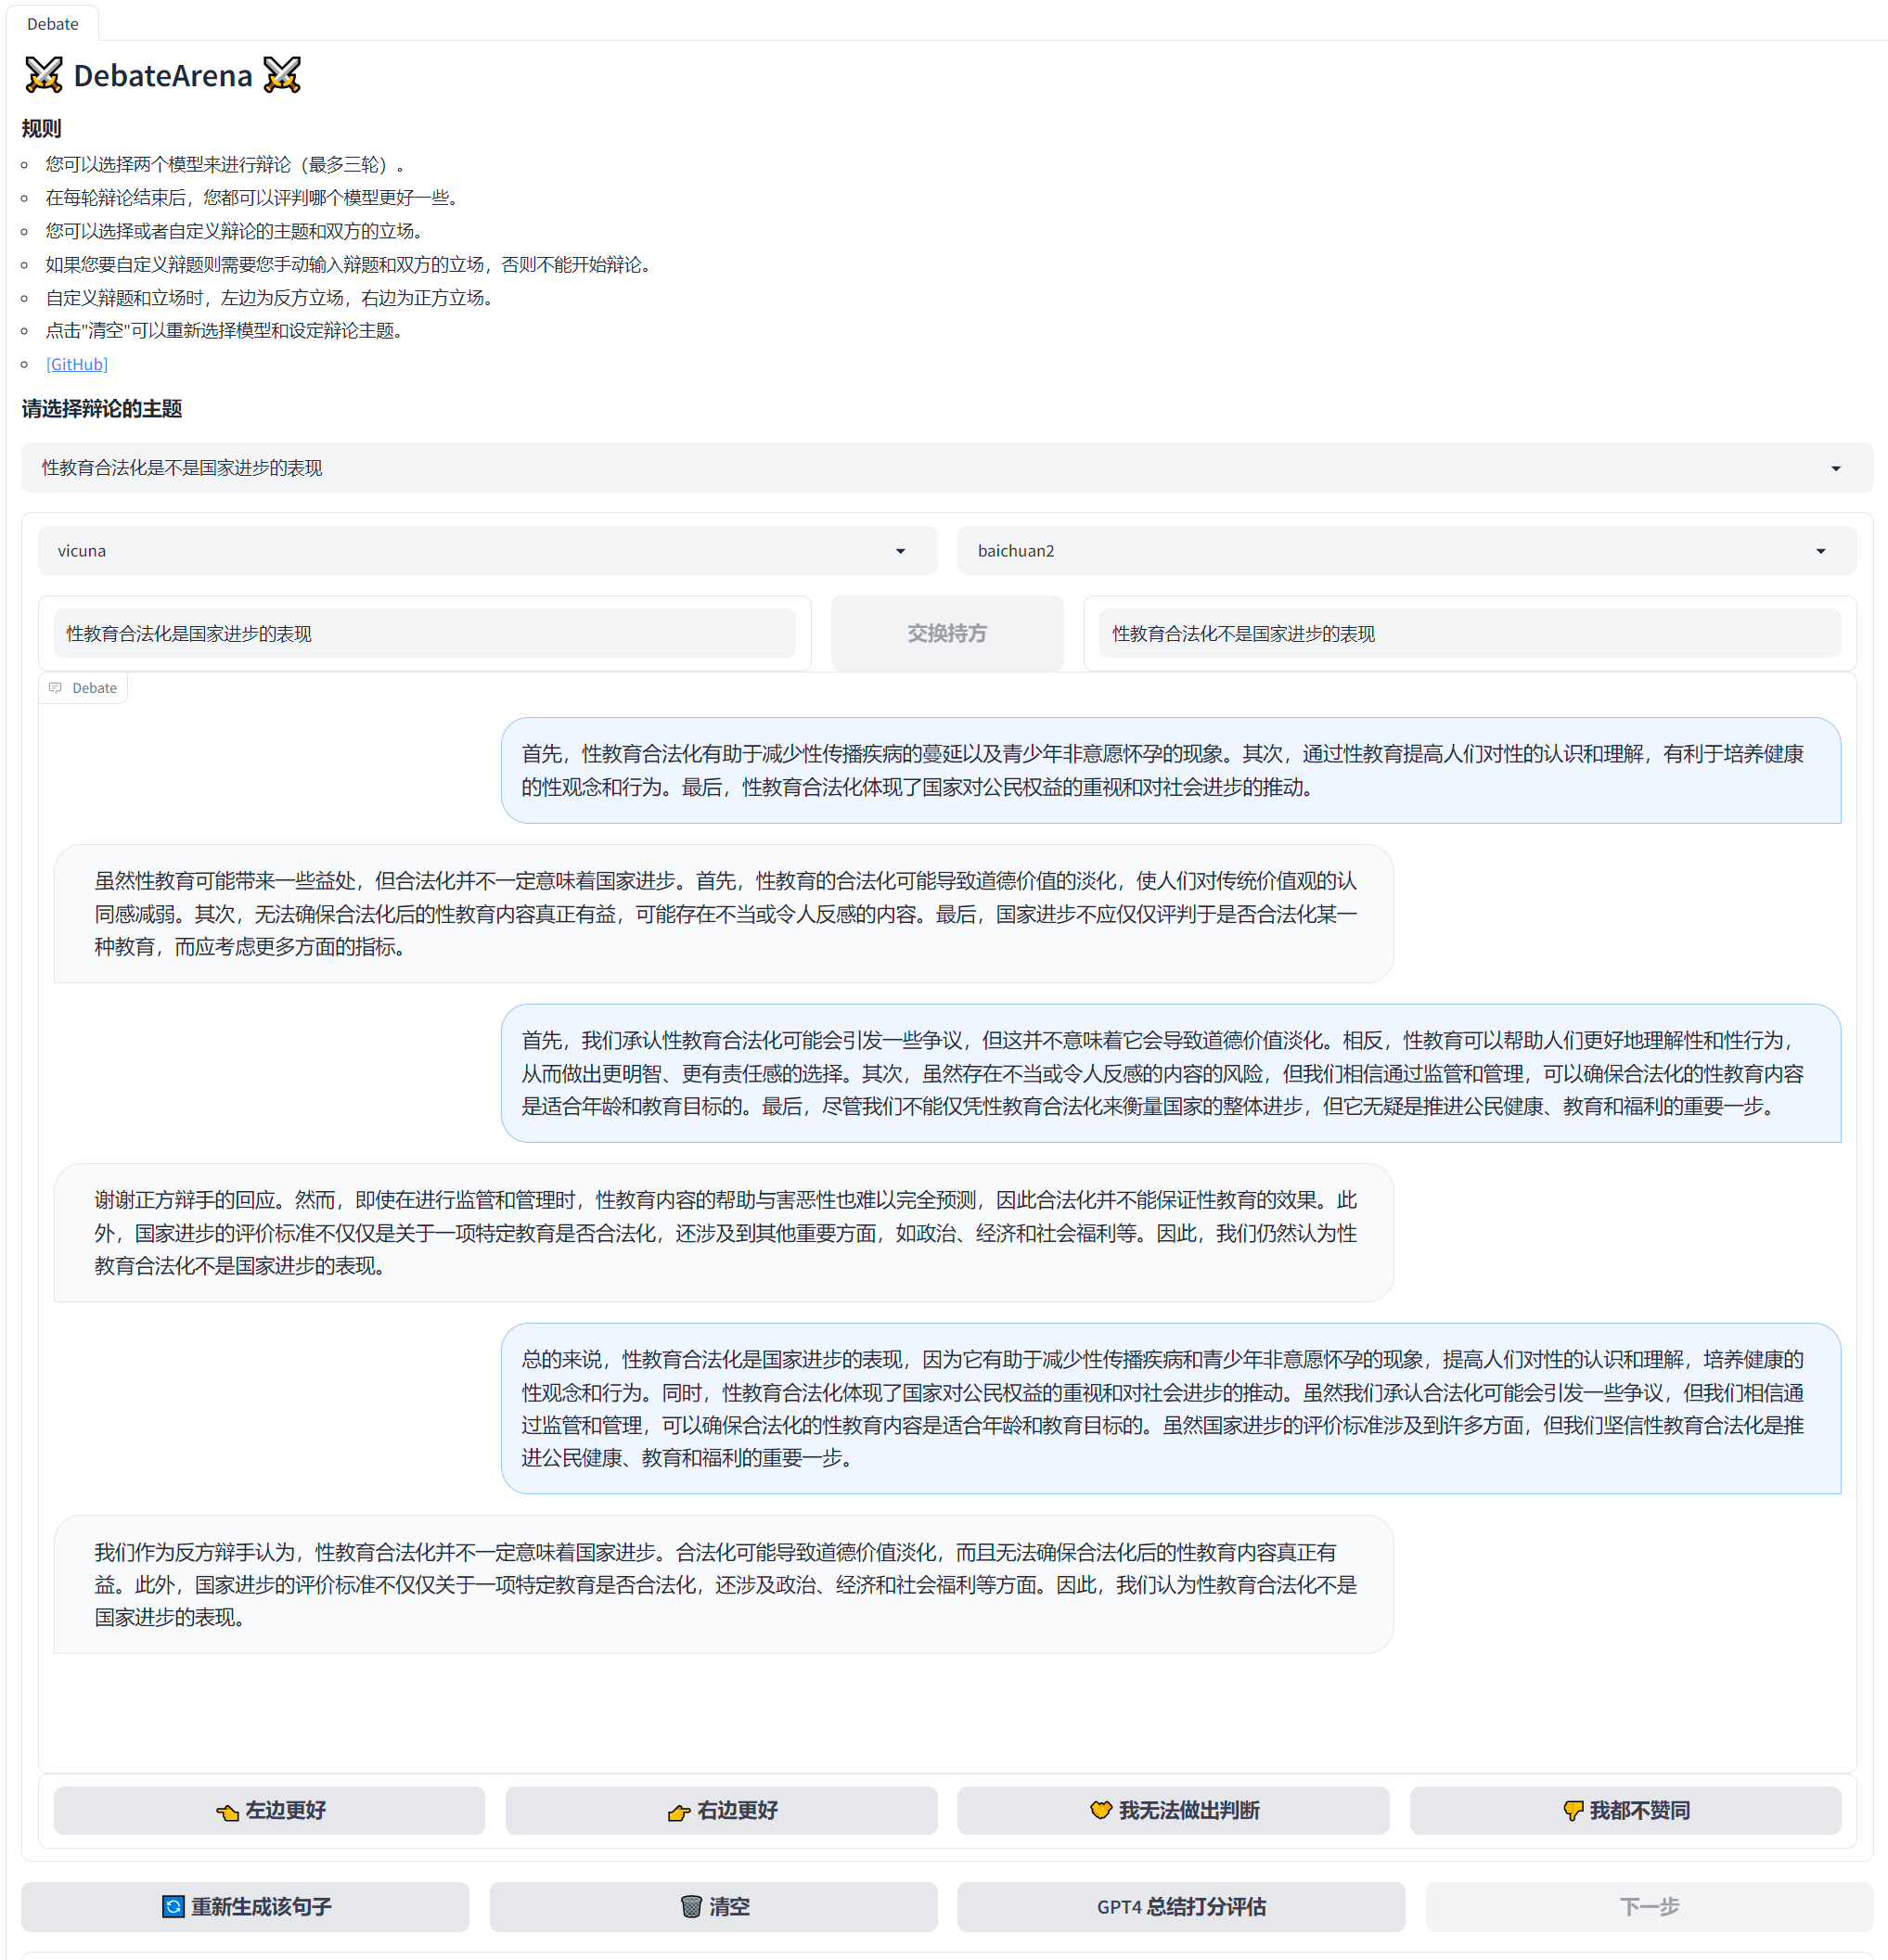 Debate
DebateArena
规则
您可以选择两个模型来进行辩论（最多三轮）。
在每轮辩论结束后，您都可以评判哪个模型更好一些。
您可以选择或者自定义辩论的主题和双方的立场。
如果您要自定义辩题则需要您手动输入辩题和双方的立场，否则不能开始辩论。
自定义辩题和立场时，左边为反方立场，右边为正方立场。
点击"清空"可以重新选择模型和设定辩论主题。
[GitHub]
请选择辩论的主题
性教育合法化是不是国家进步的表现
vicuna
baichuan2
性教育合法化是国家进步的表现
交换持方
性教育合法化不是国家进步的表现
Debate
首先，性教育合法化有助于减少性传播疾病的蔓延以及青少年非意愿怀孕的现象。其次，通过性教育提高人们对性的认识和理解，有利于培养健康
的性观念和行为。最后，性教育合法化体现了国家对公民权益的重视和对社会进步的推动。
虽然性教育可能带来一些益处，但合法化并不一定意味着国家进步。首先，性教育的合法化可能导致道德价值的淡化，使人们对传统价值观的认
同感减弱。其次，无法确保合法化后的性教育内容真正有益，可能存在不当或令人反感的内容。最后，国家进步不应仅仅评判于是否合法化某一
种教育，而应考虑更多方面的指标。
首先，我们承认性教育合法化可能会引发一些争议，但这并不意味着它会导致道德价值淡化。相反，性教育可以帮助人们更好地理解性和性行为，
从而做出更明智、更有责任感的选择。其次，虽然存在不当或令人反感的内容的风险，但我们相信通过监管和管理，可以确保合法化的性教育内容
是适合年龄和教育目标的。最后，尽管我们不能仅凭性教育合法化来衡量国家的整体进步，但它无疑是推进公民健康、教育和福利的重要一步。
谢谢正方辩手的回应。然而，即使在进行监管和管理时，性教育内容的帮助与害恶性也难以完全预测，因此合法化并不能保证性教育的效果。此
外，国家进步的评价标准不仅仅是关于一项特定教育是否合法化，还涉及到其他重要方面，如政治、经济和社会福利等。因此，我们仍然认为性
教育合法化不是国家进步的表现。
总的来说，性教育合法化是国家进步的表现，因为它有助于减少性传播疾病和青少年非意愿怀孕的现象，提高人们对性的认识和理解，培养健康的
性观念和行为。同时，性教育合法化体现了国家对公民权益的重视和对社会进步的推动。虽然我们承认合法化可能会引发一些争议，但我们相信通
过监管和管理，可以确保合法化的性教育内容是适合年龄和教育目标的。虽然国家进步的评价标准涉及到许多方面，但我们坚信性教育合法化是推
进公民健康、教育和福利的重要一步。
我们作为反方辩手认为，性教育合法化并不一定意味着国家进步。合法化可能导致道德价值淡化，而且无法确保合法化后的性教育内容真正有
益。此外，国家进步的评价标准不仅仅关于一项特定教育是否合法化，还涉及政治、经济和社会福利等方面。因此，我们认为性教育合法化不是
国家进步的表现。
左边更好
右边更好
我无法做出判断
我都不赞同
重新生成该句子
清空
GPT4 总结打分评估
下一步